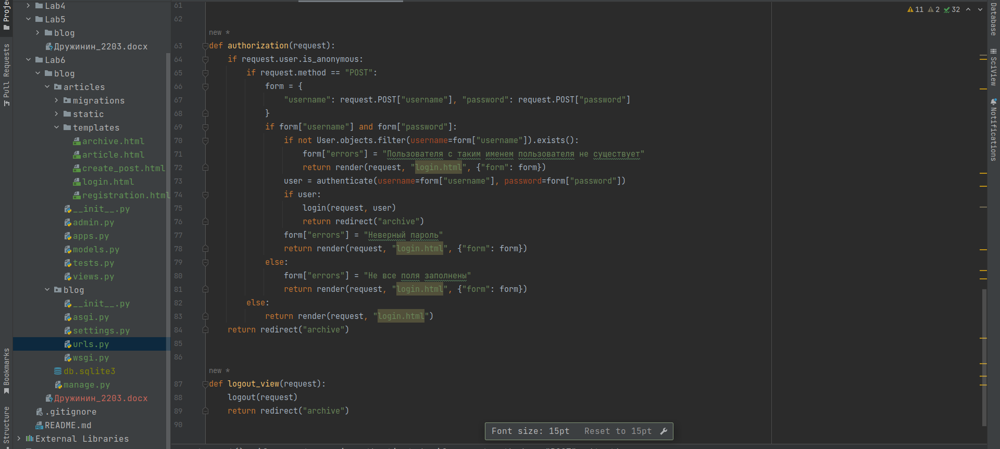 Project
Pull Requests
Bookmarks
Structure
Lab4
Lab5
blog
Дружинин_2203.docx
Lab6
blog
articles
migrations
static
templates
archive.html
article.html
create_post.html
login.html
registration.html
__init__.py
admin.py
apps.py
models.py
tests.py
views.py
blog
__init__.py
asgi.py
settings.py
urls.py
wsgi.py
db.sqlite3
manage.py
Дружинин_2203.docx
.gitignore
README.md
External Libraries
11 2 32
61
62
new *
63 def authorization(request):
64 if request.user.is_anonymous:
65 if request.method == "POST":
66 form = {
67 "username": request.POST["username"], "password": request.POST["password"]
68 }
69 if form["username"] and form["password"]:
70 if not User.objects.filter(username=form["username"]).exists():
71 form["errors"] = "Пользователя с таким именем пользователя не существует"
72 return render(request, "login.html", {"form": form})
73 user = authenticate(username=form["username"], password=form["password"])
74 if user:
75 login(request, user)
76 return redirect("archive")
77 form["errors"] = "Неверный пароль"
78 return render(request, "login.html", {"form": form})
79 else:
80 form["errors"] = "Не все поля заполнены"
81 return render(request, "login.html", {"form": form})
82 else:
83 return render(request, "login.html")
84 return redirect("archive")
85
86
new *
87 def logout_view(request):
88 logout(request)
89 return redirect("archive")
90
Font size: 15pt Reset to 15pt
Database
SciView
Notifications